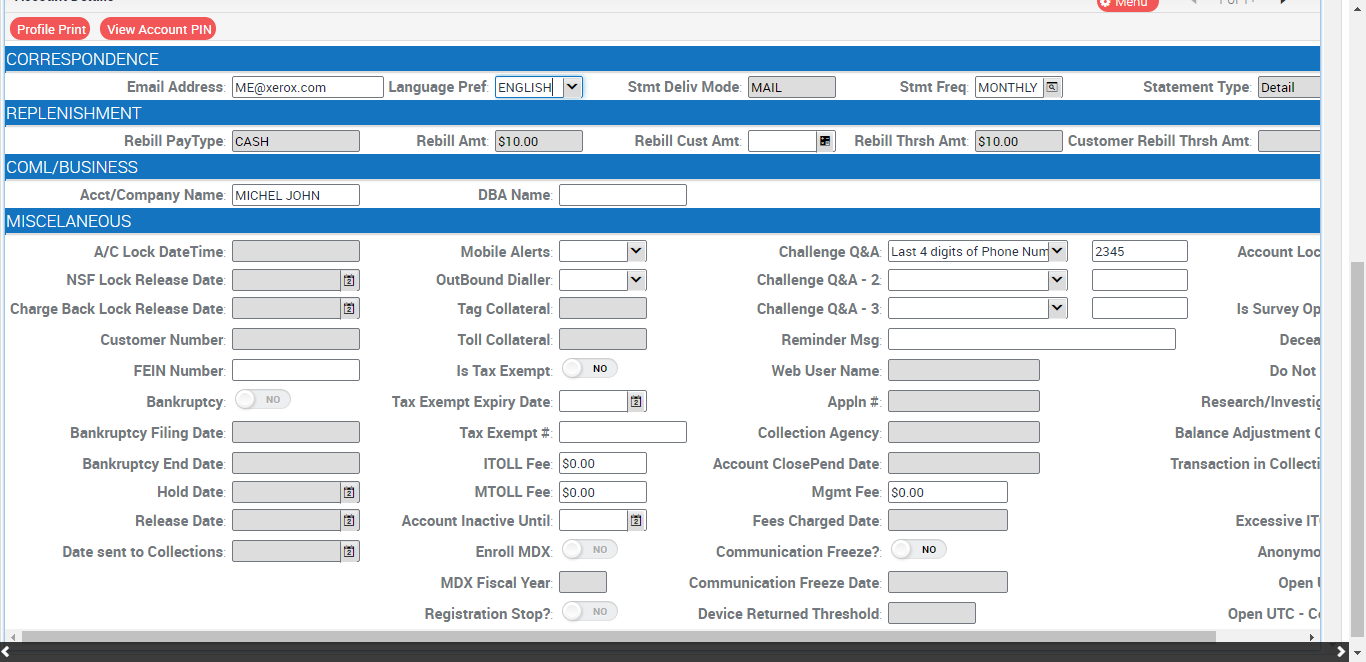 Account Details
Menu
1 of 1
Profile Print View Account PIN
CORRESPONDENCE
Email Address: ME@xerox.com Language Pref: ENGLISH Stmt Deliv Mode: MAIL Stmt Freq: MONTHLY Statement Type: Detail
REPLENISHMENT
Rebill PayType: CASH Rebill Amt: $10.00 Rebill Cust Amt: Rebill Thrsh Amt: $10.00 Customer Rebill Thrsh Amt:
COML/BUSINESS
Acct/Company Name: MICHEL JOHN DBA Name:
MISCELANEOUS
A/C Lock DateTime: Mobile Alerts: Challenge Q&A: Last 4 digits of Phone Num 2345 Account Loc
NSF Lock Release Date: OutBound Dialler: Challenge Q&A - 2:
Charge Back Lock Release Date: Tag Collateral: Challenge Q&A - 3: Is Survey Op
Customer Number: Toll Collateral: Reminder Msg: Decea
FEIN Number: Is Tax Exempt: NO Web User Name: Do Not
Bankruptcy: NO Tax Exempt Expiry Date: Appln #: Research/Investig
Bankruptcy Filing Date: Tax Exempt #: Collection Agency: Balance Adjustment C
Bankruptcy End Date: ITOLL Fee: $0.00 Account ClosePend Date: Transaction in Collecti
Hold Date: MTOLL Fee: $0.00 Mgmt Fee: $0.00
Release Date: Account Inactive Until: Fees Charged Date: Excessive IT
Date sent to Collections: Enroll MDX: NO Communication Freeze?: NO Anonymo
MDX Fiscal Year: Communication Freeze Date: Open U
Registration Stop?: NO Device Returned Threshold: Open UTC - Co